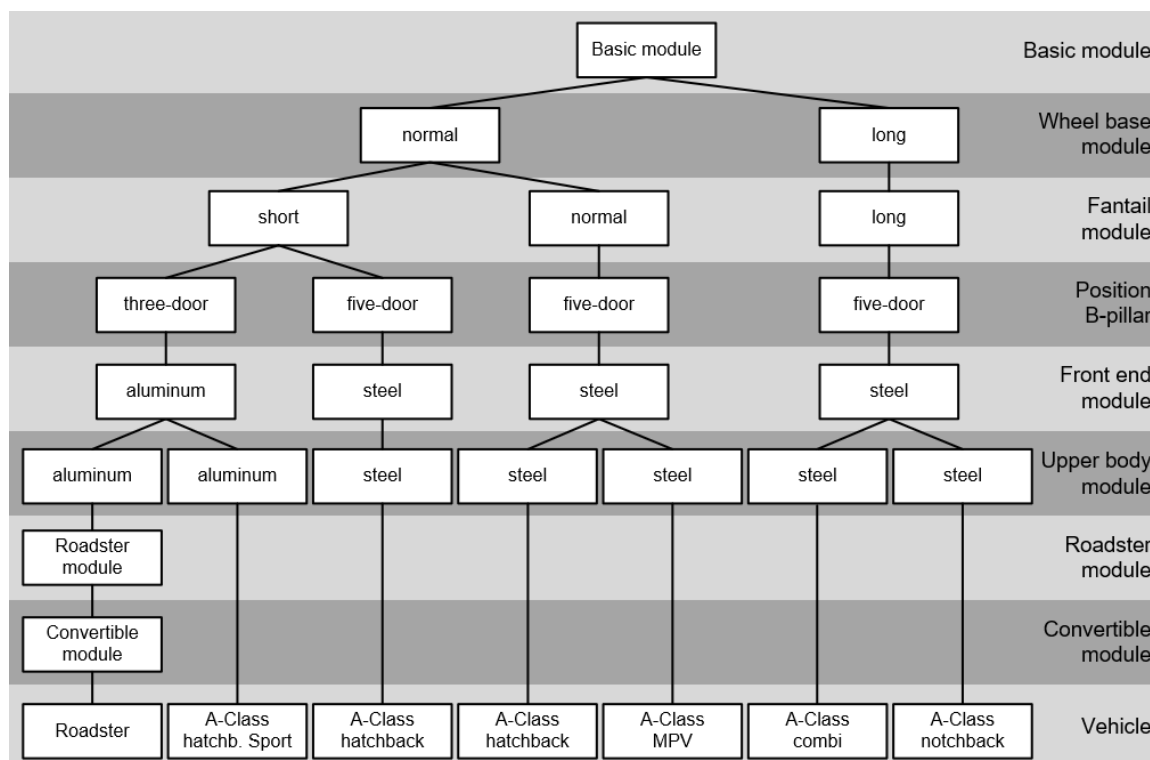 Basic module
Basic module
normal
long
Wheel base
module
short
normal
long
Fantail
module
three-door
five-door
five-door
five-door
Position
B-pillar
aluminum
steel
steel
steel
Front end
module
aluminum
aluminum
steel
steel
steel
steel
steel
Upper body
module
Roadster
module
Roadster
module
Convertible
module
Convertible
module
Roadster
A-Class
hatchb. Sport
A-Class
hatchback
A-Class
hatchback
A-Class
MPV
A-Class
combi
A-Class
notchback
Vehicle